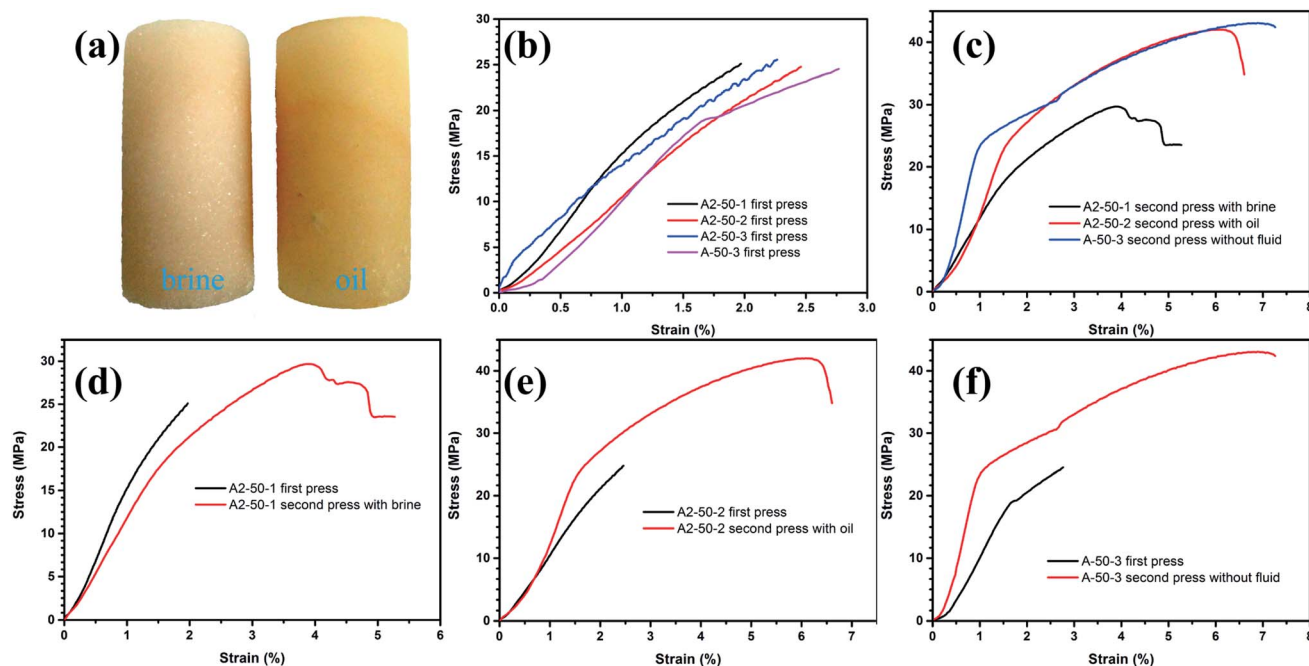 (a)
brine
oil
(b)
Stress (MPa)
30
25
20
15
10
5
0
A2-50-1 first press
A2-50-2 first press
A2-50-3 first press
A-50-3 first press
0.0 0.5 1.0 1.5 2.0 2.5 3.0
Strain (%)
(c)
Stress (MPa)
40
30
20
10
0
A2-50-1 second press with brine
A2-50-2 second press with oil
A-50-3 second press without fluid
0 1 2 3 4 5 6 7 8
Strain (%)
(d)
Stress (MPa)
30
25
20
15
10
5
0
A2-50-1 first press
A2-50-1 second press with brine
0 1 2 3 4 5 6
Strain (%)
(e)
Stress (MPa)
40
30
20
10
0
A2-50-2 first press
A2-50-2 second press with oil
0 1 2 3 4 5 6 7
Strain (%)
(f)
Stress (MPa)
40
30
20
10
0
A-50-3 first press
A-50-3 second press without fluid
0 1 2 3 4 5 6 7 8
Strain (%)